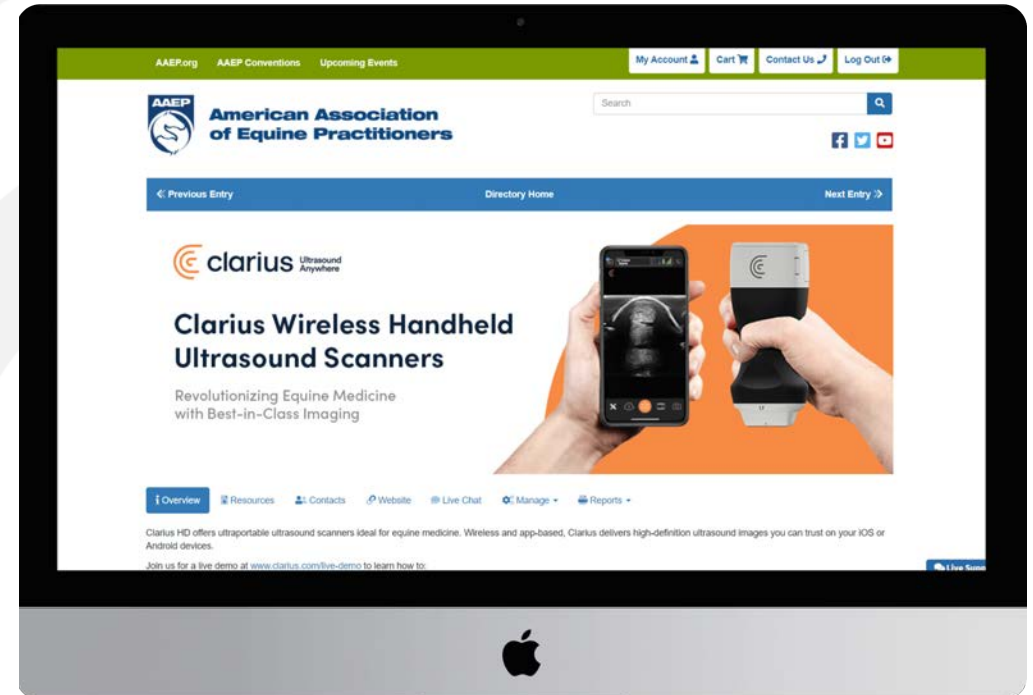 AAEP.org AAEP Conventions Upcoming Events My Account Cart Contact Us Log Out
AAEP
American Association
of Equine Practitioners
Search
Previous Entry Directory Home Next Entry
clarius Ultrasound
Anywhere
Clarius Wireless Handheld
Ultrasound Scanners
Revolutionizing Equine Medicine
with Best-in-Class Imaging
Overview Resources Contacts Website Live Chat Manage Reports
Clarius HD offers ultraportable ultrasound scanners ideal for equine medicine. Wireless and app-based, Clarius delivers high-definition ultrasound images you can trust on your iOS or
Android devices.
Join us for a live demo at www.clarius.com/live-demo to learn how to:
Live Supp